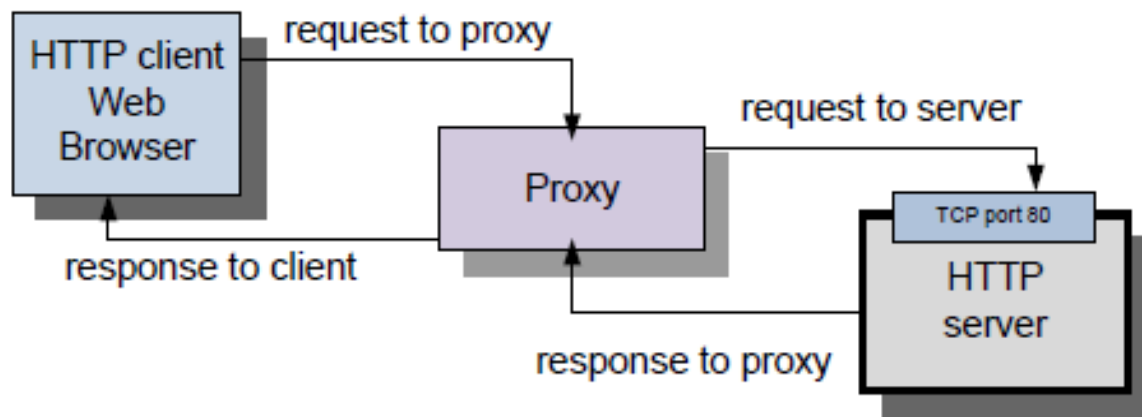 HTTP client
Web
Browser
request to proxy
Proxy
request to server
TCP port 80
HTTP
server
response to client
response to proxy